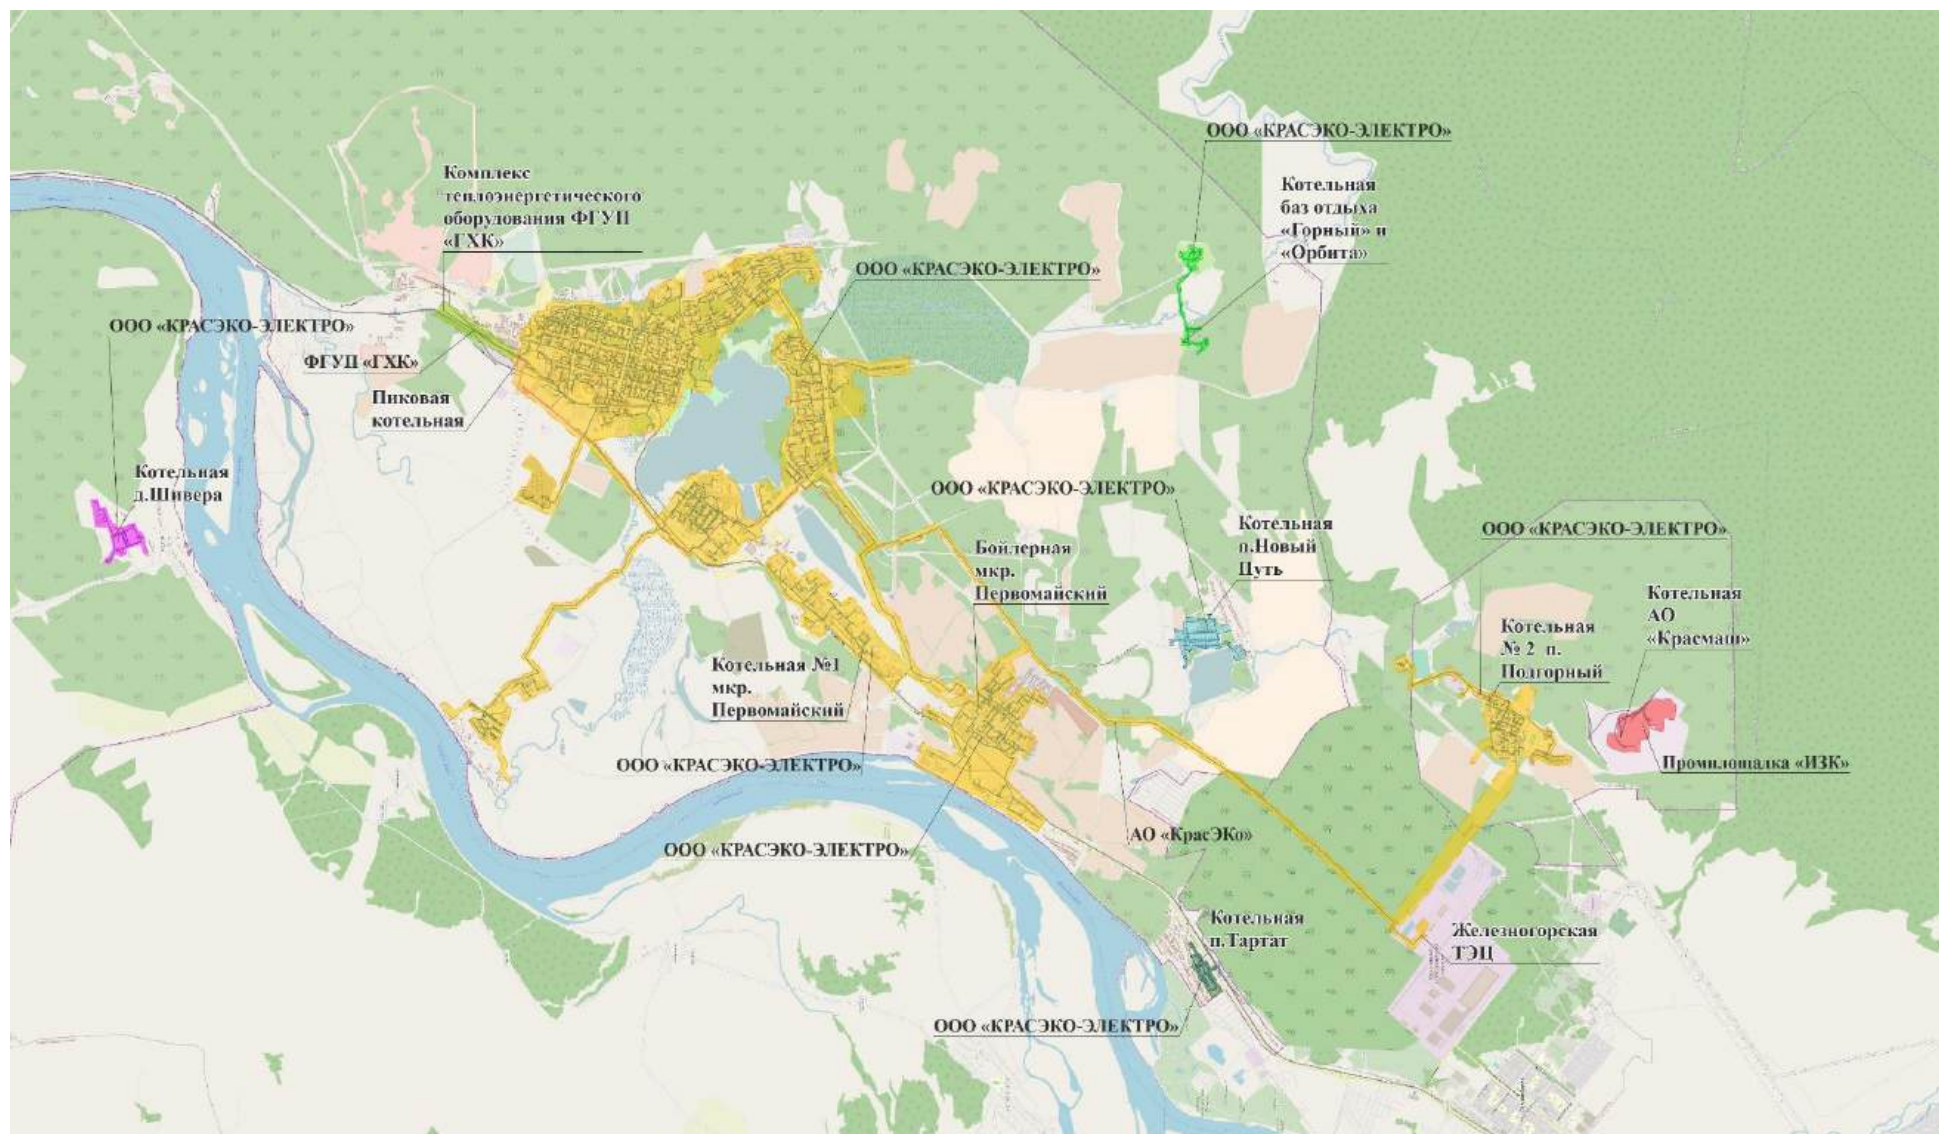 ООО «КРАСЭКО-ЭЛЕКТРО»
Комплекс
теплоэнергетического
оборудования ФГУП
«ГХК»
Котельная
баз отдыха
«Горный» и
«Орбита»
ООО «КРАСЭКО-ЭЛЕКТРО»
ООО «КРАСЭКО-ЭЛЕКТРО»
ФГУП «ГХК»
Пиковая
котельная
Котельная
д.Шивера
ООО «КРАСЭКО-ЭЛЕКТРО»
Котельная
п.Новый
Путь
ООО «КРАСЭКО-ЭЛЕКТРО»
Бойлерная
мкр.
Первомайский
Котельная
АО
«Красмаш»
Котельная
№ 2 п.
Подгорный
Котельная №1
мкр.
Первомайский
ООО «КРАСЭКО-ЭЛЕКТРО»
Промплощадка «ИЗК»
ООО «КРАСЭКО-ЭЛЕКТРО»
АО «КрасЭКо»
Котельная
п.Тартат
Железногорская
ТЭЦ
ООО «КРАСЭКО-ЭЛЕКТРО»